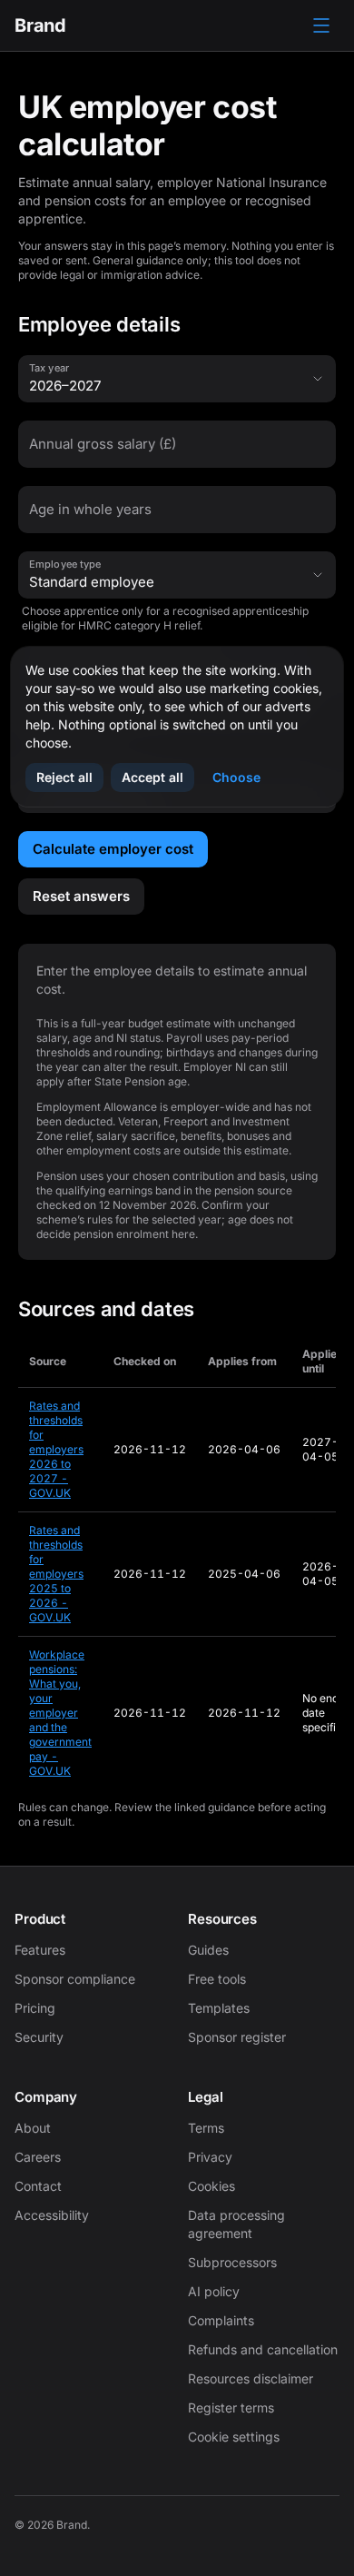 Brand
UK employer cost
calculator
Estimate annual salary, employer National Insurance
and pension costs for an employee or recognised
apprentice.
Your answers stay in this page’s memory. Nothing you enter is
saved or sent. General guidance only; this tool does not
provide legal or immigration advice.
Employee details
Tax year
2026–2027
Annual gross salary (£)
Age in whole years
Employee type
Standard employee
Choose apprentice only for a recognised apprenticeship
eligible for HMRC category H relief.
We use cookies that keep the site working. With
your say-so we would also use marketing cookies,
on this website only, to see which of our adverts
help. Nothing optional is switched on until you
choose.
Reject all
Accept all
Choose
Calculate employer cost
Reset answers
Enter the employee details to estimate annual
cost.
This is a full-year budget estimate with unchanged
salary, age and NI status. Payroll uses pay-period
thresholds and rounding; birthdays and changes during
the year can alter the result. Employer NI can still
apply after State Pension age.
Employment Allowance is employer-wide and has not
been deducted. Veteran, Freeport and Investment
Zone relief, salary sacrifice, benefits, bonuses and
other employment costs are outside this estimate.
Pension uses your chosen contribution and basis, using
the qualifying earnings band in the pension source
checked on 12 November 2026. Confirm your
scheme’s rules for the selected year; age does not
decide pension enrolment here.
Sources and dates
Source
Checked on
Applies from
Applie
until
Rates and
thresholds
for
employers
2026 to
2027 -
GOV.UK
2026-11-12
2026-04-06
2027-
04-05
Rates and
thresholds
for
employers
2025 to
2026 -
GOV.UK
2026-11-12
2025-04-06
2026-
04-05
Workplace
pensions:
What you,
your
employer
and the
government
pay -
GOV.UK
2026-11-12
2026-11-12
No end
date
specifi
Rules can change. Review the linked guidance before acting
on a result.
Product
Features
Sponsor compliance
Pricing
Security
Resources
Guides
Free tools
Templates
Sponsor register
Company
About
Careers
Contact
Accessibility
Legal
Terms
Privacy
Cookies
Data processing
agreement
Subprocessors
AI policy
Complaints
Refunds and cancellation
Resources disclaimer
Register terms
Cookie settings
© 2026 Brand.